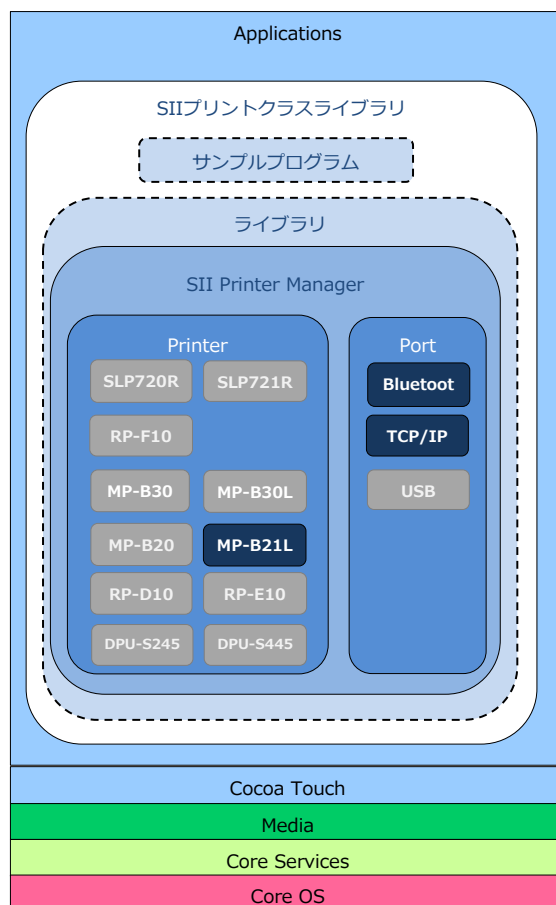 Applications
SIIプリントクラスライブラリ
サンプルプログラム
ライブラリ
SII Printer Manager
Printer
SLP720R
SLP721R
RP-F10
MP-B30
MP-B30L
MP-B20
MP-B21L
RP-D10
RP-E10
DPU-S245
DPU-S445
Port
Bluetoot
TCP/IP
USB
Cocoa Touch
Media
Core Services
Core OS